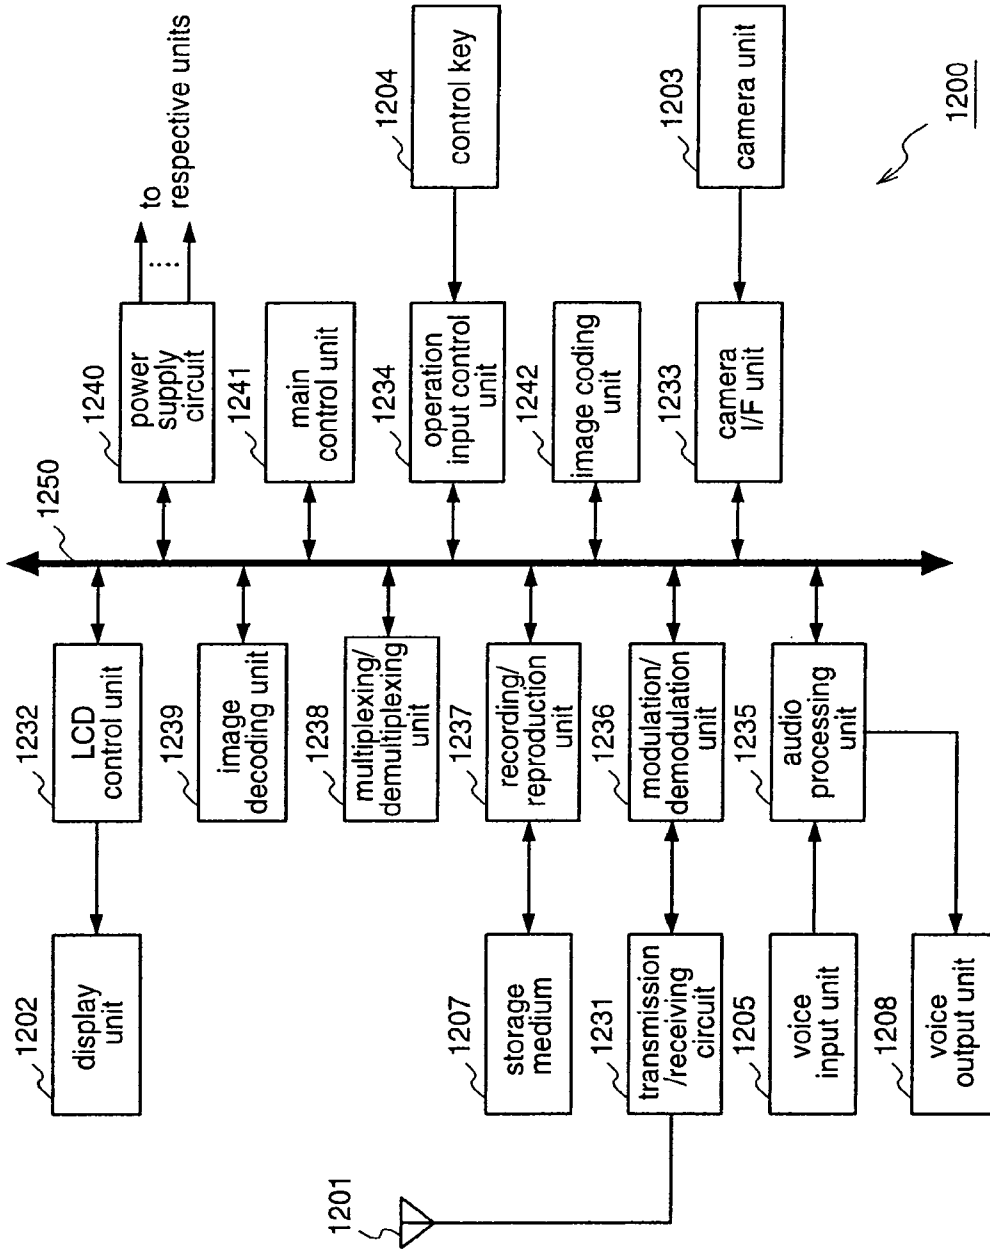 1202
display
unit
1232
LCD
control unit
1239
image
decoding unit
1238
multiplexing/
demultiplexing
unit
1207
storage
medium
1237
recording/
reproduction
unit
1201
1231
transmission
/receiving
circuit
1236
modulation/
demodulation
unit
1205
voice
input unit
1235
audio
processing
unit
1208
voice
output unit
1250
1240
power
supply
circuit
to
respective units
1241
main
control unit
1234
operation
input control
unit
1204
control key
1242
image coding
unit
1233
camera
I/F unit
1203
camera unit
1200